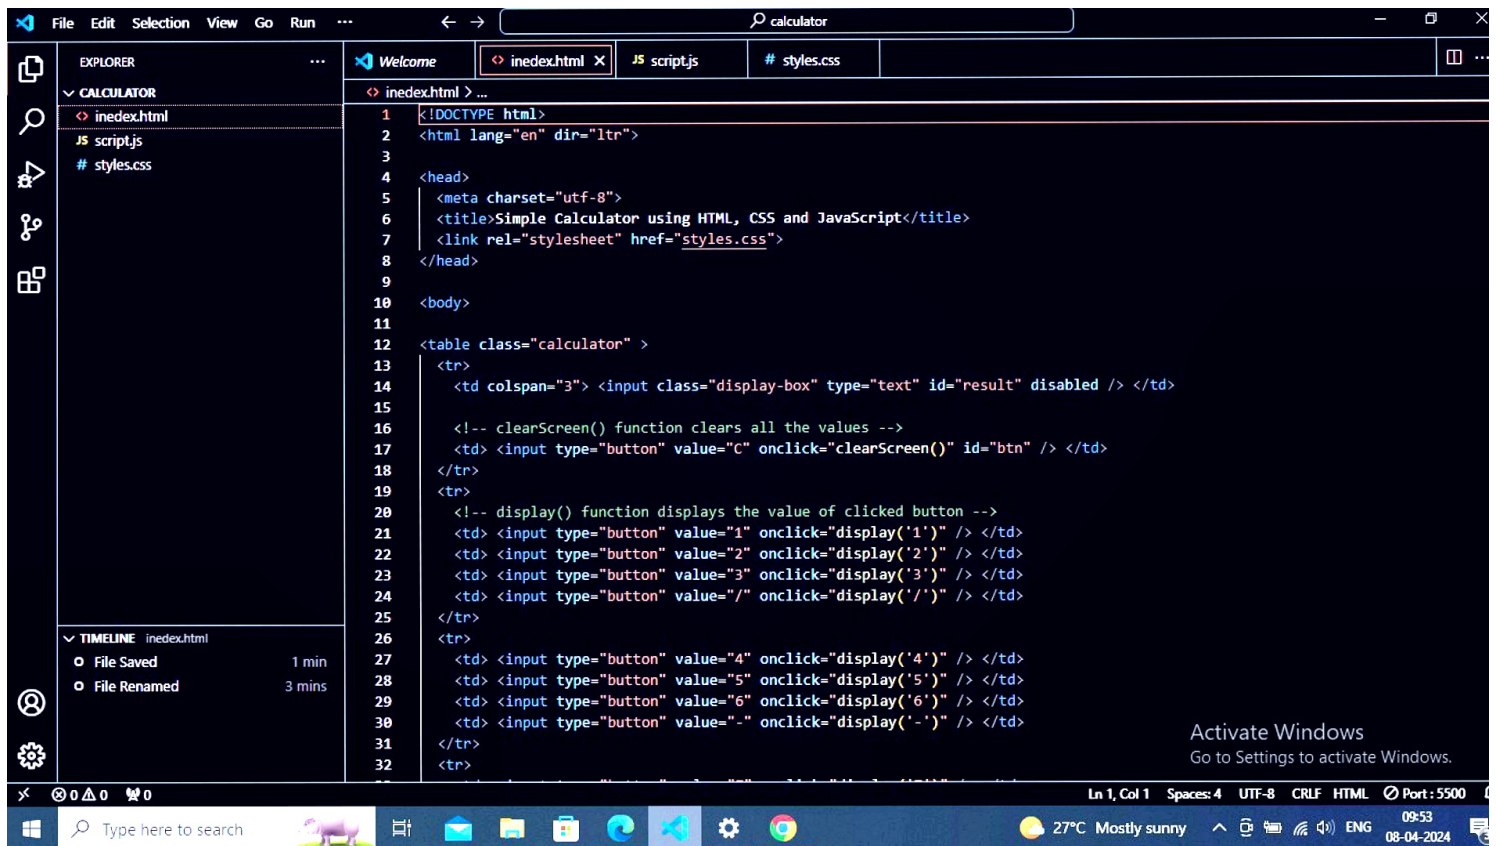 File Edit Selection View Go Run ··· ← → calculator
EXPLORER ···
CALCULATOR
<> inedex.html
JS script.js
# styles.css
TIMELINE inedex.html
File Saved 1 min
File Renamed 3 mins
Welcome <> inedex.html × JS script.js # styles.css ···
<> inedex.html > ...
1 <!DOCTYPE html>
2 <html lang="en" dir="ltr">
3
4 <head>
5 <meta charset="utf-8">
6 <title>Simple Calculator using HTML, CSS and JavaScript</title>
7 <link rel="stylesheet" href="styles.css">
8 </head>
9
10 <body>
11
12 <table class="calculator" >
13 <tr>
14 <td colspan="3"> <input class="display-box" type="text" id="result" disabled /> </td>
15
16 <!-- clearScreen() function clears all the values -->
17 <td> <input type="button" value="C" onclick="clearScreen()" id="btn" /> </td>
18 </tr>
19 <tr>
20 <!-- display() function displays the value of clicked button -->
21 <td> <input type="button" value="1" onclick="display('1')" /> </td>
22 <td> <input type="button" value="2" onclick="display('2')" /> </td>
23 <td> <input type="button" value="3" onclick="display('3')" /> </td>
24 <td> <input type="button" value="/" onclick="display('/')" /> </td>
25 </tr>
26 <tr>
27 <td> <input type="button" value="4" onclick="display('4')" /> </td>
28 <td> <input type="button" value="5" onclick="display('5')" /> </td>
29 <td> <input type="button" value="6" onclick="display('6')" /> </td>
30 <td> <input type="button" value="-" onclick="display('-')" /> </td>
31 </tr>
32 <tr>
Activate Windows
Go to Settings to activate Windows.
0 0 0 Ln 1, Col 1 Spaces: 4 UTF-8 CRLF HTML Port : 5500
Type here to search 27°C Mostly sunny ENG 09:53
08-04-2024